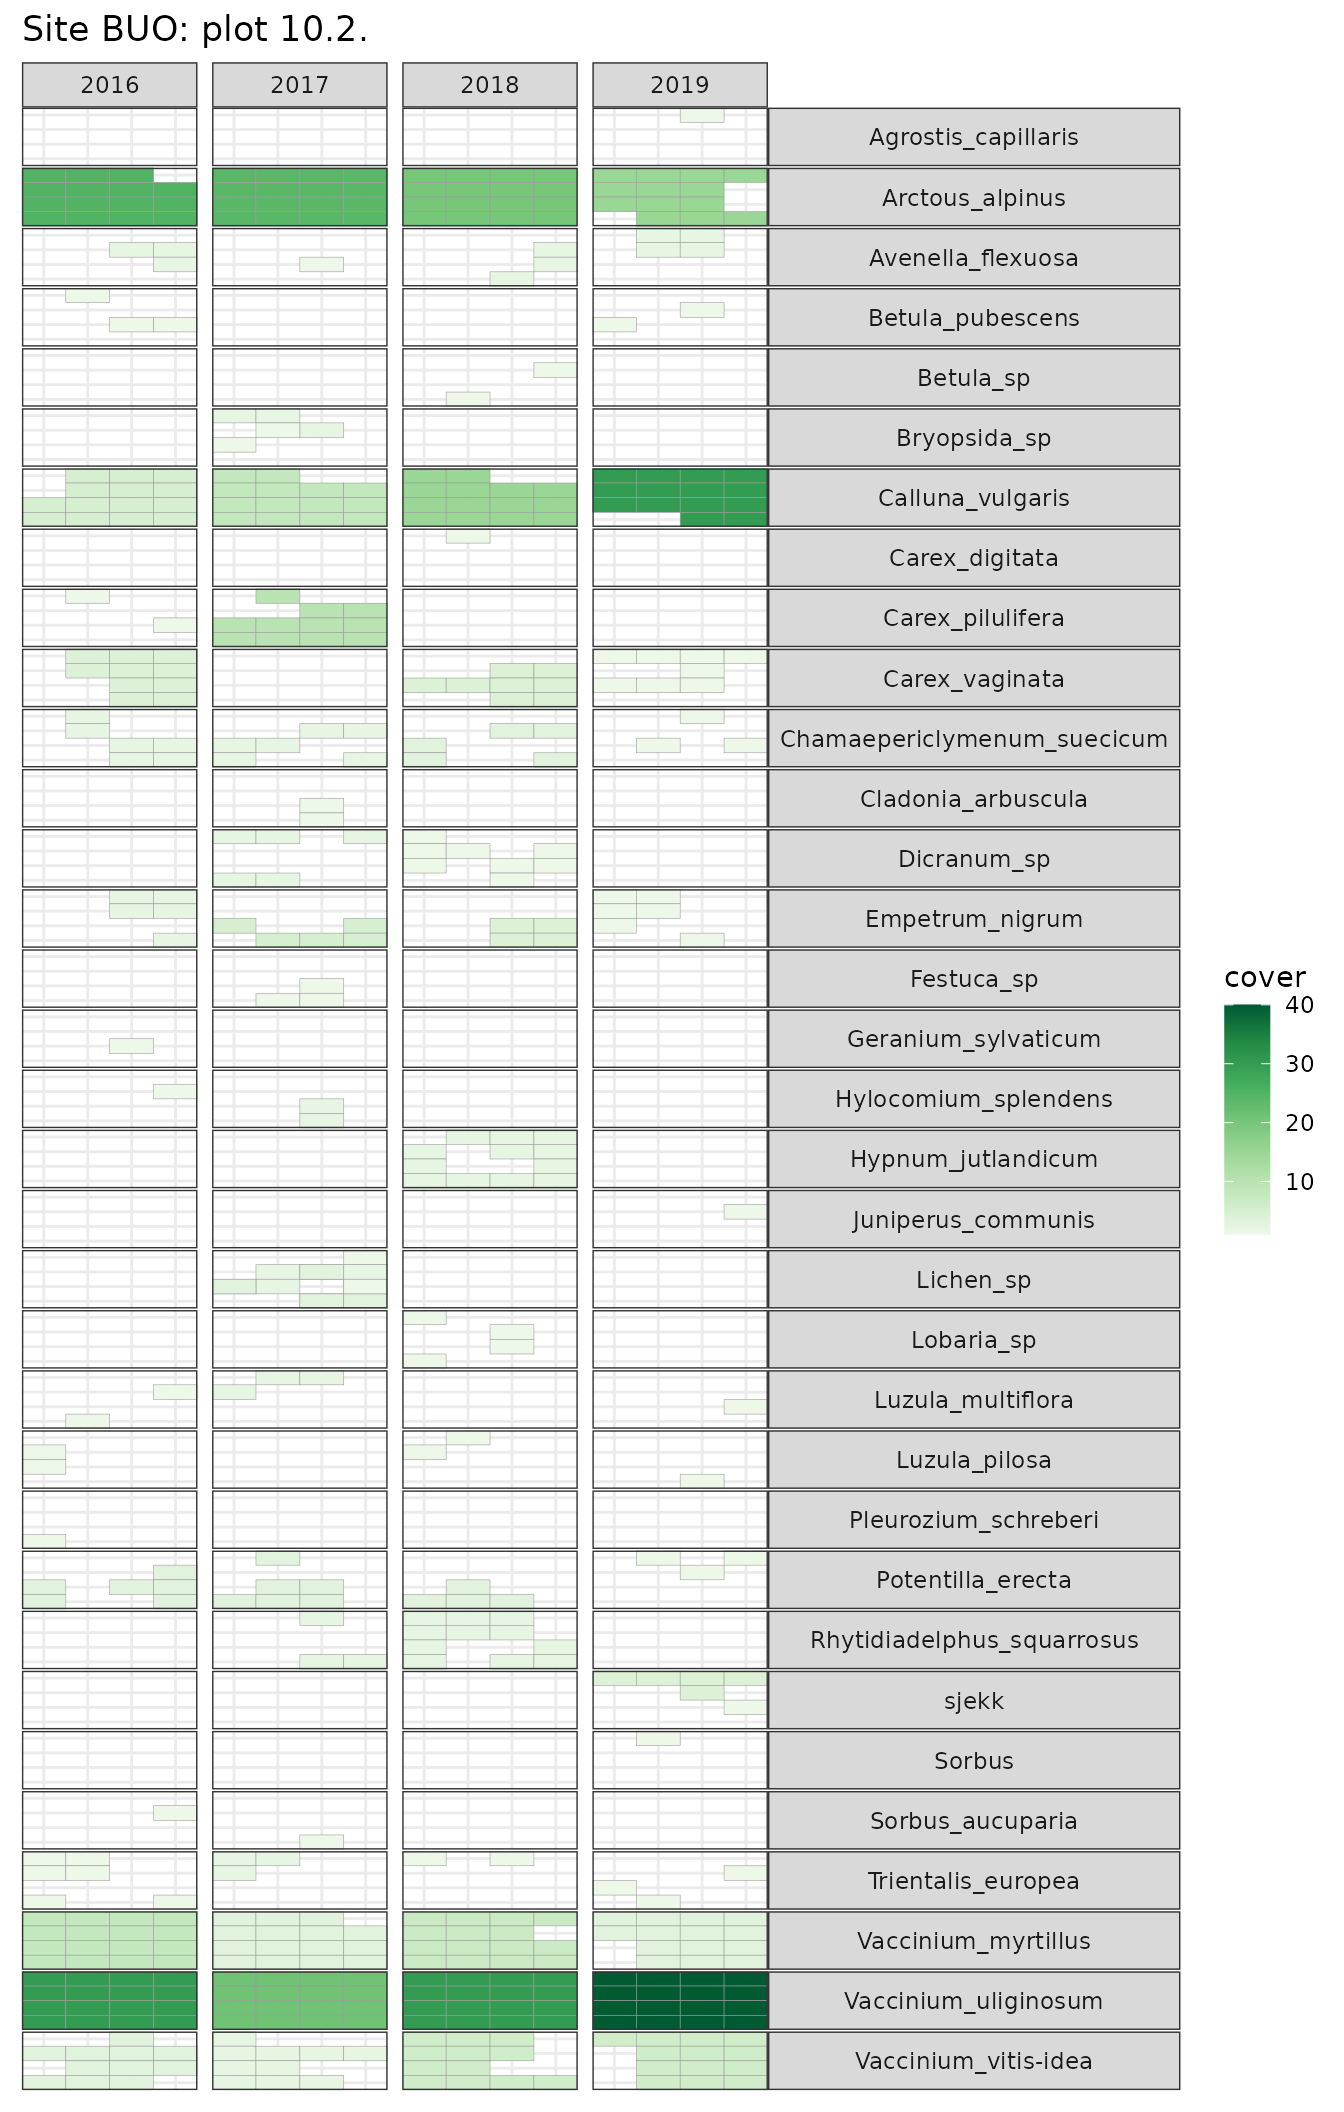 Site BUO: plot 10.2.
2016 2017 2018 2019
Agrostis_capillaris
Arctous_alpinus
Avenella_flexuosa
Betula_pubescens
Betula_sp
Bryopsida_sp
Calluna_vulgaris
Carex_digitata
Carex_pilulifera
Carex_vaginata
Chamaepericlymenum_suecicum
Cladonia_arbuscula
Dicranum_sp
Empetrum_nigrum
Festuca_sp
Geranium_sylvaticum
Hylocomium_splendens
Hypnum_jutlandicum
Juniperus_communis
Lichen_sp
Lobaria_sp
Luzula_multiflora
Luzula_pilosa
Pleurozium_schreberi
Potentilla_erecta
Rhytidiadelphus_squarrosus
sjekk
Sorbus
Sorbus_aucuparia
Trientalis_europea
Vaccinium_myrtillus
Vaccinium_uliginosum
Vaccinium_vitis-idea
cover
40
30
20
10